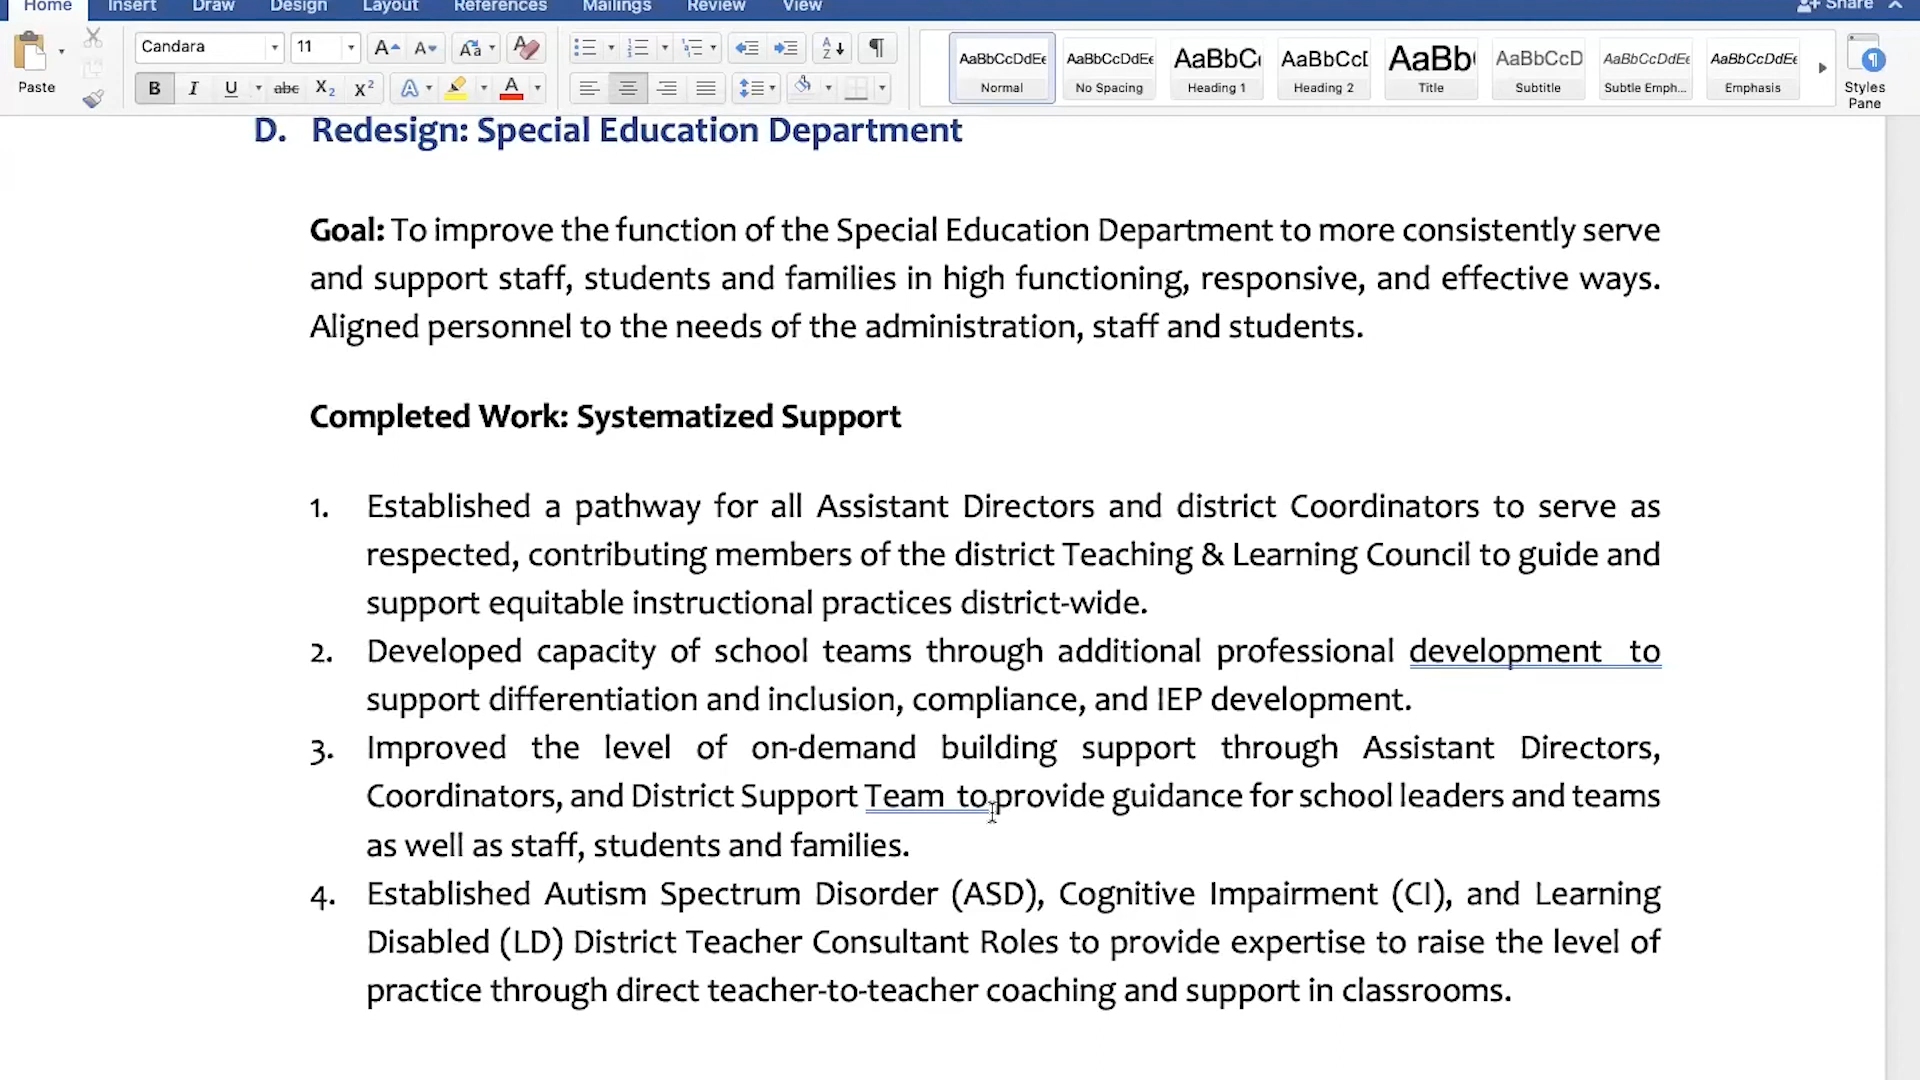 Home Insert Draw Design Layout References Mailings Review View Share
Candara 11
Paste
B I U abc X₂ X² A A
AaBbCcDdEe AaBbCcDdEe AaBbC AaBbCcD AaBb AaBbCcD AaBbCcDdEe AaBbCcDdEe
Normal No Spacing Heading 1 Heading 2 Title Subtitle Subtle Emph... Emphasis
Styles
Pane
D. Redesign: Special Education Department
Goal: To improve the function of the Special Education Department to more consistently serve
and support staff, students and families in high functioning, responsive, and effective ways.
Aligned personnel to the needs of the administration, staff and students.
Completed Work: Systematized Support
1. Established a pathway for all Assistant Directors and district Coordinators to serve as
respected, contributing members of the district Teaching & Learning Council to guide and
support equitable instructional practices district-wide.
2. Developed capacity of school teams through additional professional development to
support differentiation and inclusion, compliance, and IEP development.
3. Improved the level of on-demand building support through Assistant Directors,
Coordinators, and District Support Team to provide guidance for school leaders and teams
as well as staff, students and families.
4. Established Autism Spectrum Disorder (ASD), Cognitive Impairment (CI), and Learning
Disabled (LD) District Teacher Consultant Roles to provide expertise to raise the level of
practice through direct teacher-to-teacher coaching and support in classrooms.